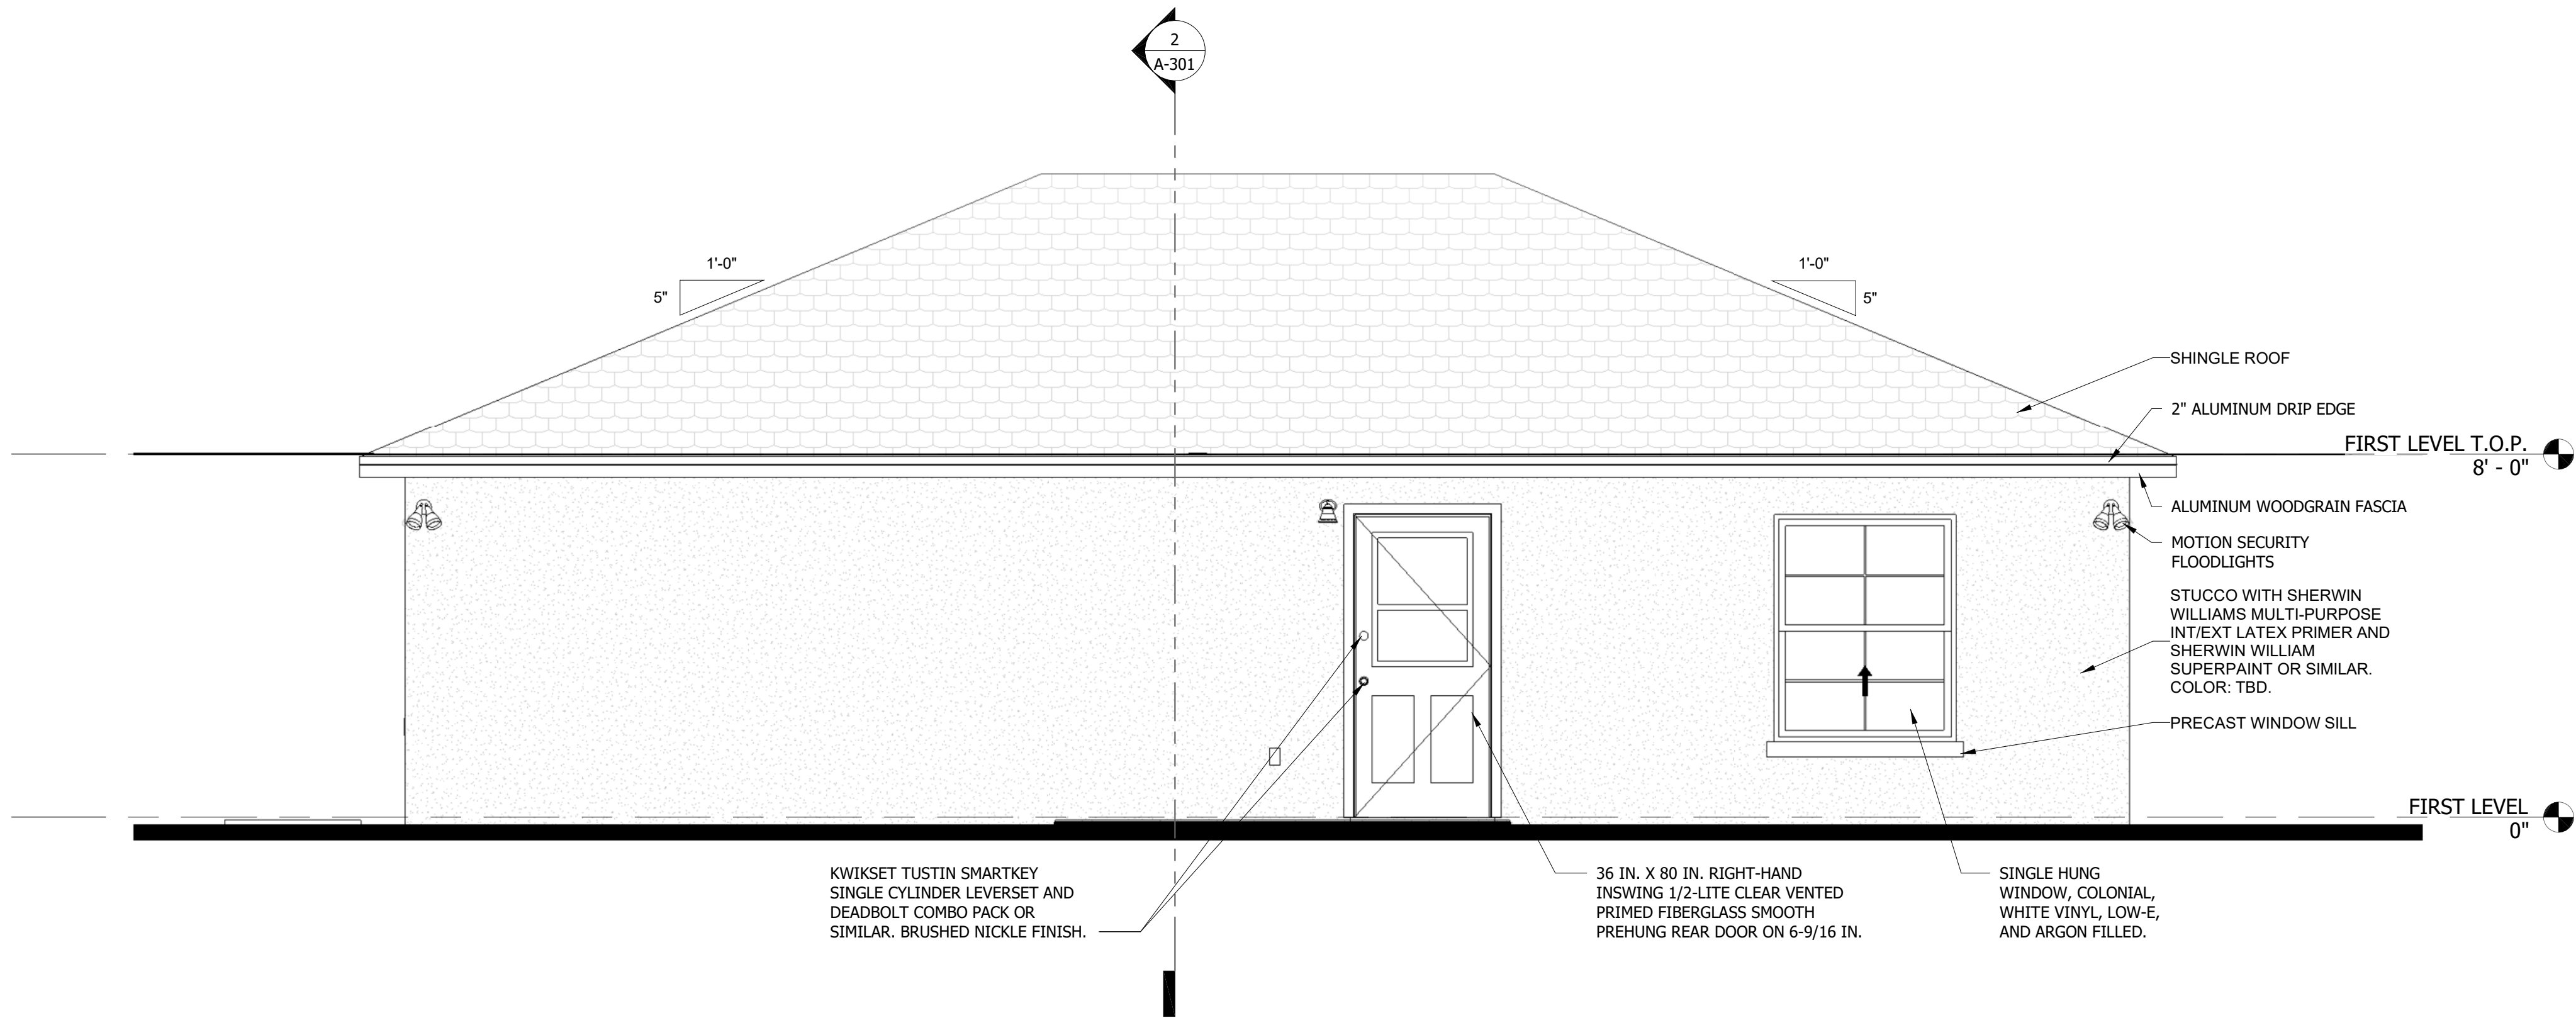 2
A-301
1'-0"
5"
1'-0"
5"
SHINGLE ROOF
2" ALUMINUM DRIP EDGE
FIRST LEVEL T.O.P.
8' - 0"
ALUMINUM WOODGRAIN FASCIA
MOTION SECURITY
FLOODLIGHTS
STUCCO WITH SHERWIN
WILLIAMS MULTI-PURPOSE
INT/EXT LATEX PRIMER AND
SHERWIN WILLIAM
SUPERPAINT OR SIMILAR.
COLOR: TBD.
PRECAST WINDOW SILL
FIRST LEVEL
0"
KWIKSET TUSTIN SMARTKEY
SINGLE CYLINDER LEVERSET AND
DEADBOLT COMBO PACK OR
SIMILAR. BRUSHED NICKLE FINISH.
36 IN. X 80 IN. RIGHT-HAND
INSWING 1/2-LITE CLEAR VENTED
PRIMED FIBERGLASS SMOOTH
PREHUNG REAR DOOR ON 6-9/16 IN.
SINGLE HUNG
WINDOW, COLONIAL,
WHITE VINYL, LOW-E,
AND ARGON FILLED.